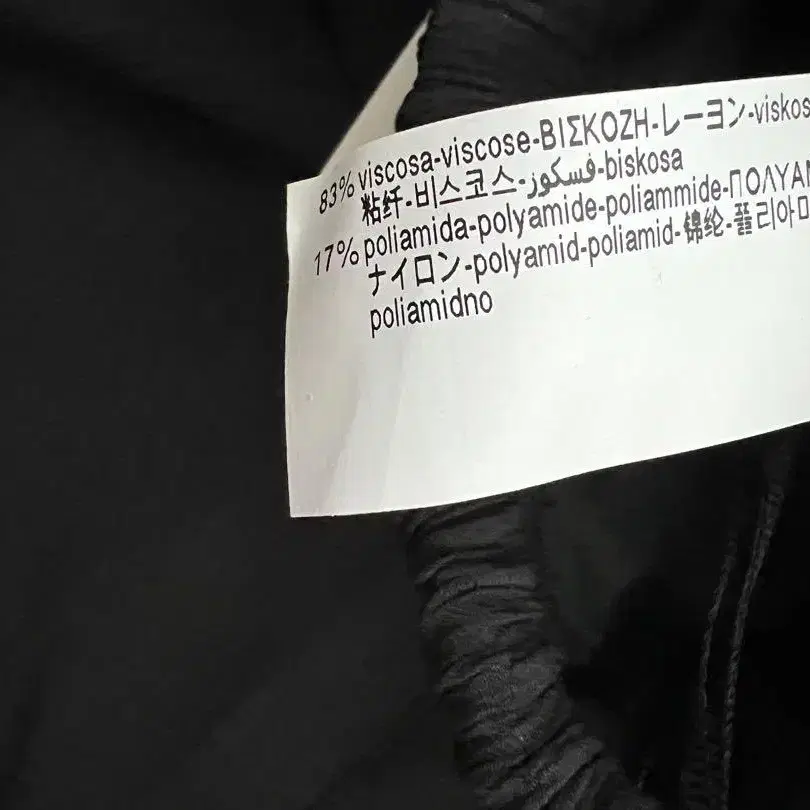 83% viscosa-viscose-ΒΙΣΚΟΖΗ-レーヨン-viskos
粘纤-비스코스-فسكوز-biskosa
17% poliamida-polyamide-poliammide-ΠΟΛΥΑΜ
ナイロン-polyamid-poliamid-锦纶-폴리아미
poliamidno